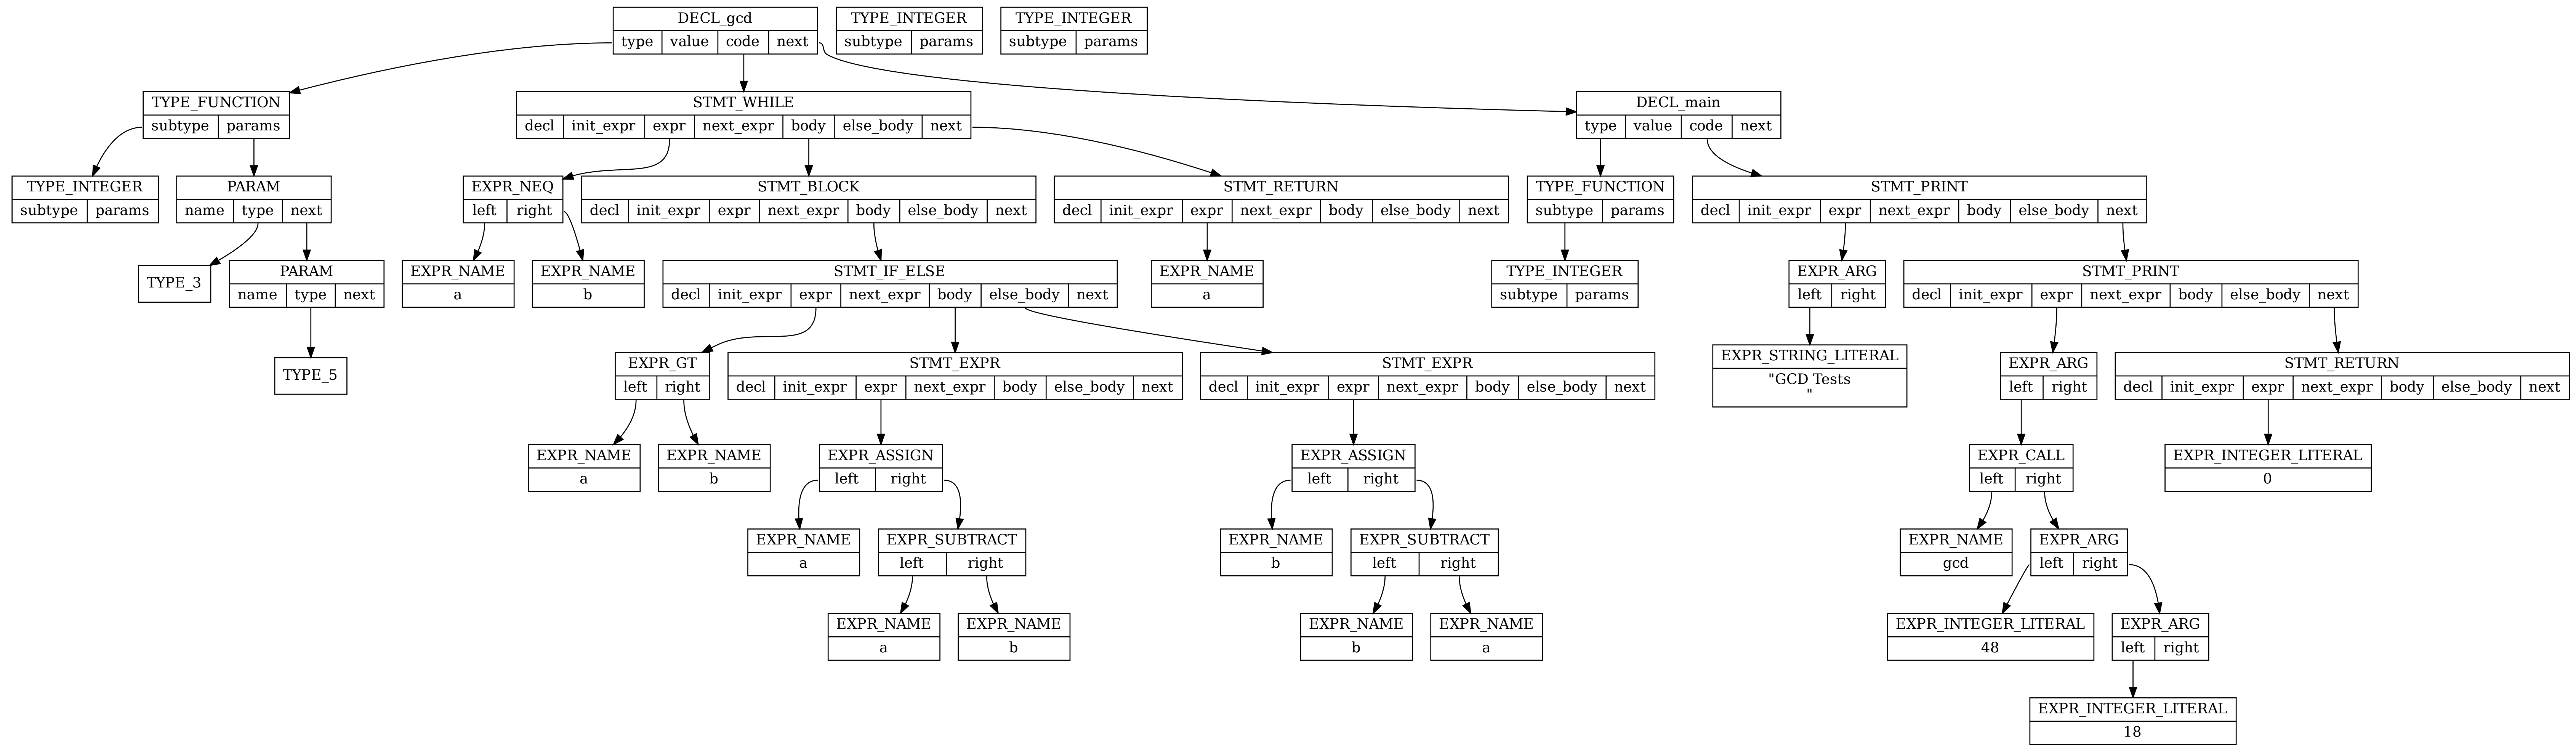 DECL_gcd
type value code next
TYPE_INTEGER
subtype params
TYPE_INTEGER
subtype params
TYPE_FUNCTION
subtype params
STMT_WHILE
decl init_expr expr next_expr body else_body next
DECL_main
type value code next
TYPE_INTEGER
subtype params
PARAM
name type next
EXPR_NEQ
left right
STMT_BLOCK
decl init_expr expr next_expr body else_body next
STMT_RETURN
decl init_expr expr next_expr body else_body next
TYPE_FUNCTION
subtype params
STMT_PRINT
decl init_expr expr next_expr body else_body next
TYPE_3
PARAM
name type next
EXPR_NAME
a
EXPR_NAME
b
STMT_IF_ELSE
decl init_expr expr next_expr body else_body next
EXPR_NAME
a
TYPE_INTEGER
subtype params
EXPR_ARG
left right
STMT_PRINT
decl init_expr expr next_expr body else_body next
TYPE_5
EXPR_GT
left right
STMT_EXPR
decl init_expr expr next_expr body else_body next
STMT_EXPR
decl init_expr expr next_expr body else_body next
EXPR_STRING_LITERAL
"GCD Tests
"
EXPR_ARG
left right
STMT_RETURN
decl init_expr expr next_expr body else_body next
EXPR_NAME
a
EXPR_NAME
b
EXPR_ASSIGN
left right
EXPR_ASSIGN
left right
EXPR_CALL
left right
EXPR_INTEGER_LITERAL
0
EXPR_NAME
a
EXPR_SUBTRACT
left right
EXPR_NAME
b
EXPR_SUBTRACT
left right
EXPR_NAME
gcd
EXPR_ARG
left right
EXPR_NAME
a
EXPR_NAME
b
EXPR_NAME
b
EXPR_NAME
a
EXPR_INTEGER_LITERAL
48
EXPR_ARG
left right
EXPR_INTEGER_LITERAL
18